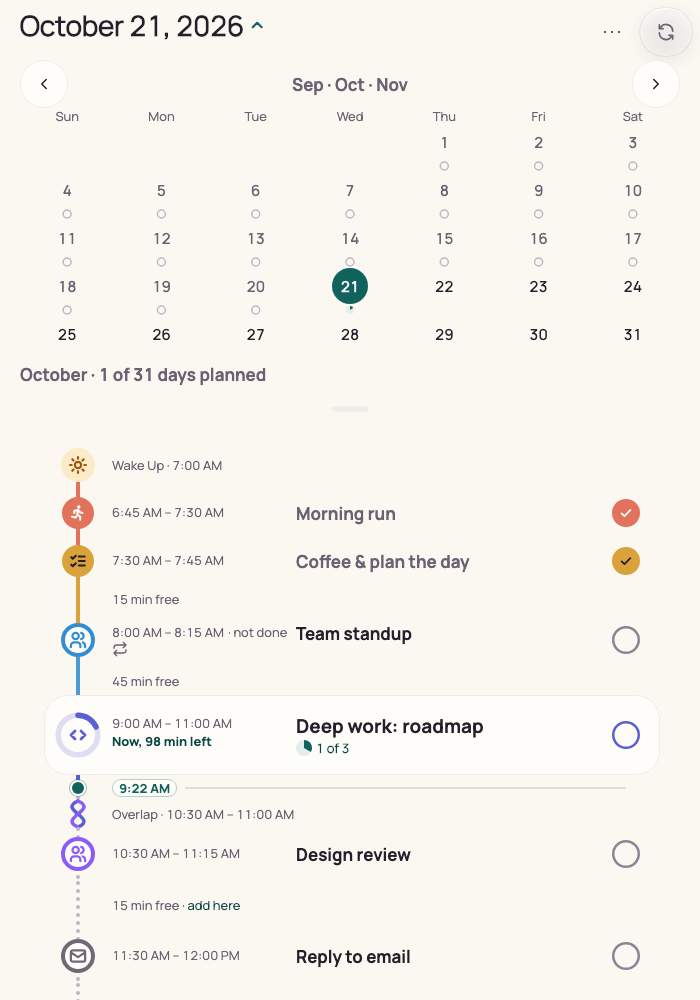 October 21, 2026
...
Sep · Oct · Nov
Sun Mon Tue Wed Thu Fri Sat
1 2 3
4 5 6 7 8 9 10
11 12 13 14 15 16 17
18 19 20 21 22 23 24
25 26 27 28 29 30 31
October · 1 of 31 days planned
Wake Up · 7:00 AM
6:45 AM – 7:30 AM Morning run
7:30 AM – 7:45 AM Coffee & plan the day
15 min free
8:00 AM – 8:15 AM · not done Team standup
45 min free
9:00 AM – 11:00 AM Deep work: roadmap
Now, 98 min left 1 of 3
9:22 AM
Overlap · 10:30 AM – 11:00 AM
10:30 AM – 11:15 AM Design review
15 min free · add here
11:30 AM – 12:00 PM Reply to email